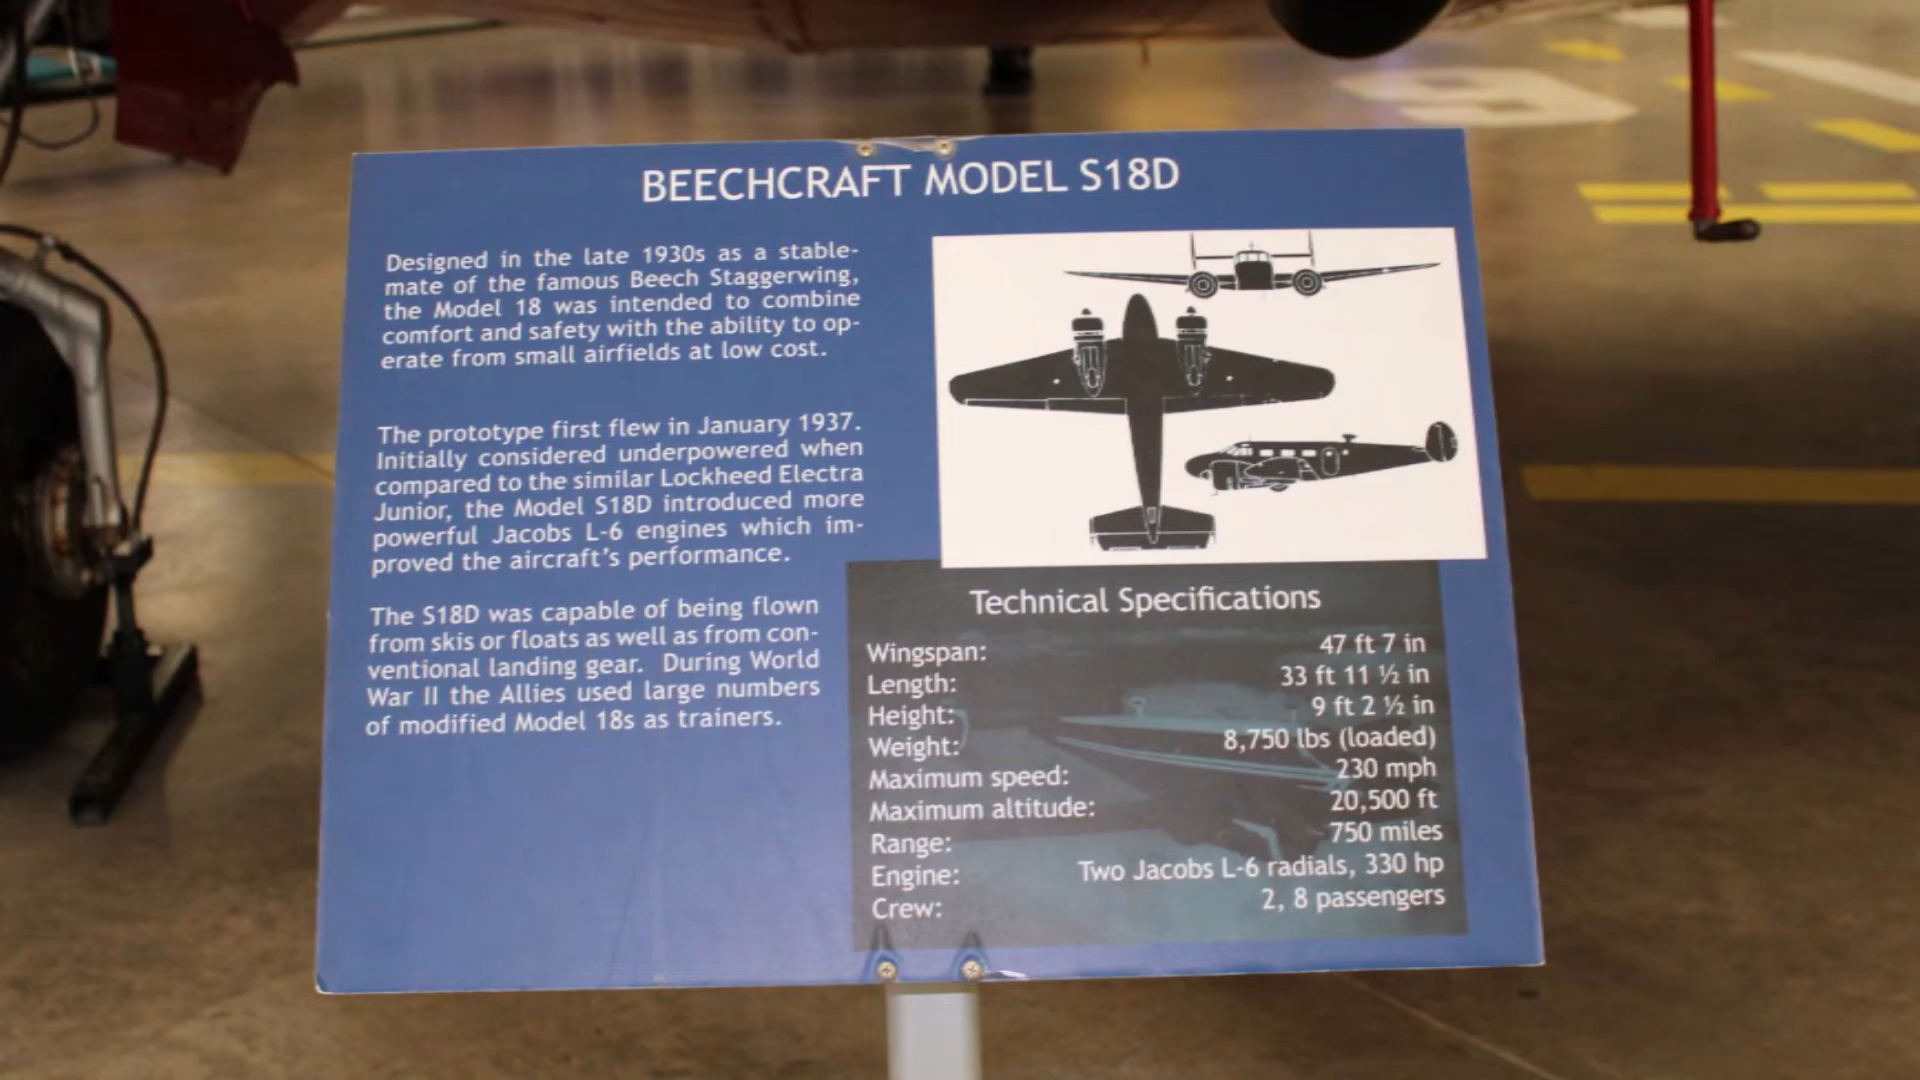 BEECHCRAFT MODEL S18D
Designed in the late 1930s as a stable-
mate of the famous Beech Staggerwing,
the Model 18 was intended to combine
comfort and safety with the ability to op-
erate from small airfields at low cost.
The prototype first flew in January 1937.
Initially considered underpowered when
compared to the similar Lockheed Electra
Junior, the Model S18D introduced more
powerful Jacobs L-6 engines which im-
proved the aircraft's performance.
The S18D was capable of being flown
from skis or floats as well as from con-
ventional landing gear. During World
War II the Allies used large numbers
of modified Model 18s as trainers.
Technical Specifications
Wingspan: 47 ft 7 in
Length: 33 ft 11 ½ in
Height: 9 ft 2 ½ in
Weight: 8,750 lbs (loaded)
Maximum speed: 230 mph
Maximum altitude: 20,500 ft
Range: 750 miles
Engine: Two Jacobs L-6 radials, 330 hp
Crew: 2, 8 passengers